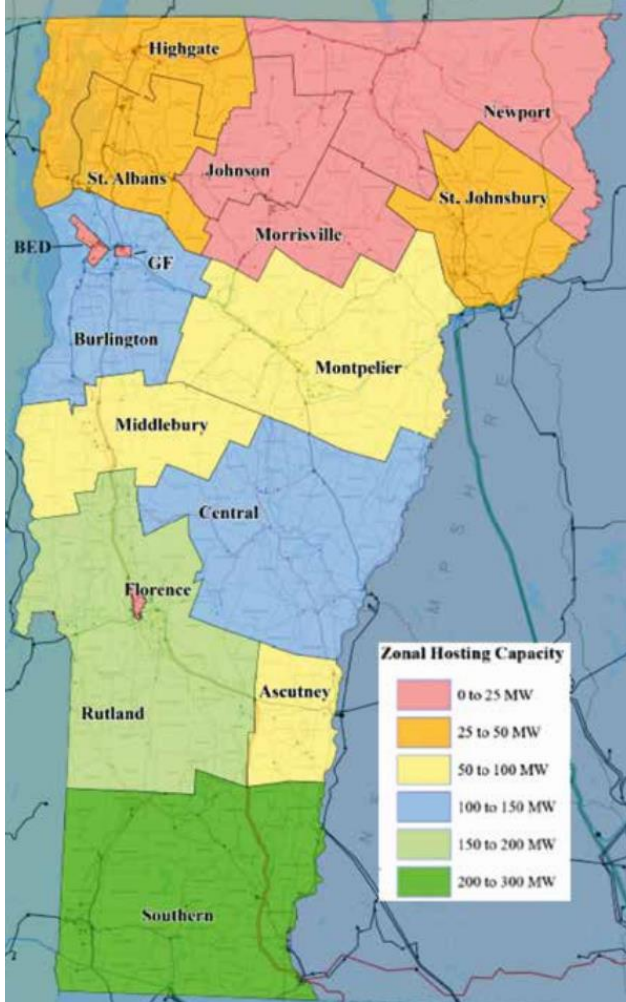 Highgate
Newport
St. Albans
Johnson
St. Johnsbury
Morrisville
BED
GF
Burlington
Montpelier
Middlebury
Central
Florence
Rutland
Ascutney
Southern
Zonal Hosting Capacity
0 to 25 MW
25 to 50 MW
50 to 100 MW
100 to 150 MW
150 to 200 MW
200 to 300 MW